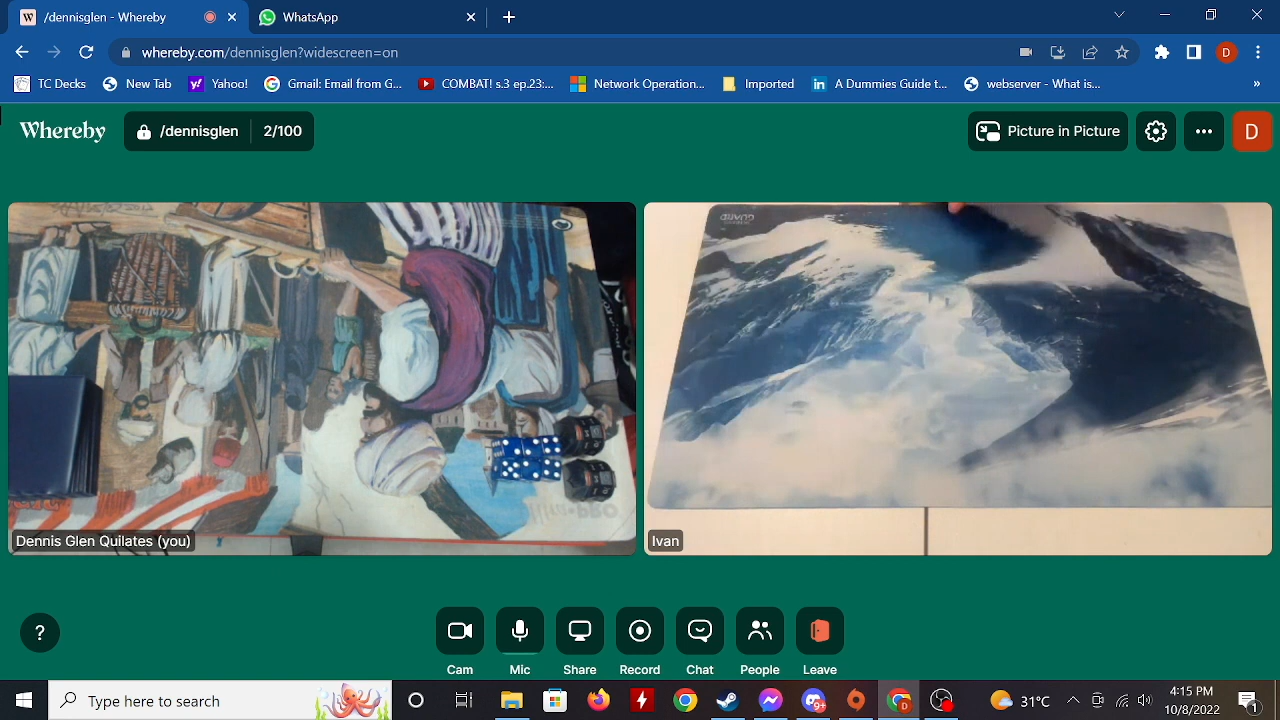 /dennisglen - Whereby
WhatsApp
whereby.com/dennisglen?widescreen=on
D
TC Decks
New Tab
Yahoo!
Gmail: Email from G...
COMBAT! s.3 ep.23:...
Network Operation...
Imported
A Dummies Guide t...
webserver - What is...
»
Whereby
/dennisglen
2/100
Picture in Picture
D
Dennis Glen Quilates (you)
Ivan
?
Cam
Mic
Share
Record
Chat
People
Leave
Type here to search
9+
D
31°C
4:15 PM
10/8/2022
1